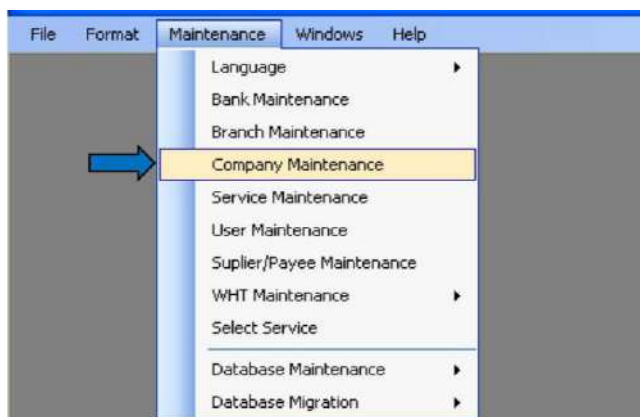 File Format Maintenance Windows Help
Language
Bank Maintenance
Branch Maintenance
Company Maintenance
Service Maintenance
User Maintenance
Suplier/Payee Maintenance
WHT Maintenance
Select Service
Database Maintenance
Database Migration